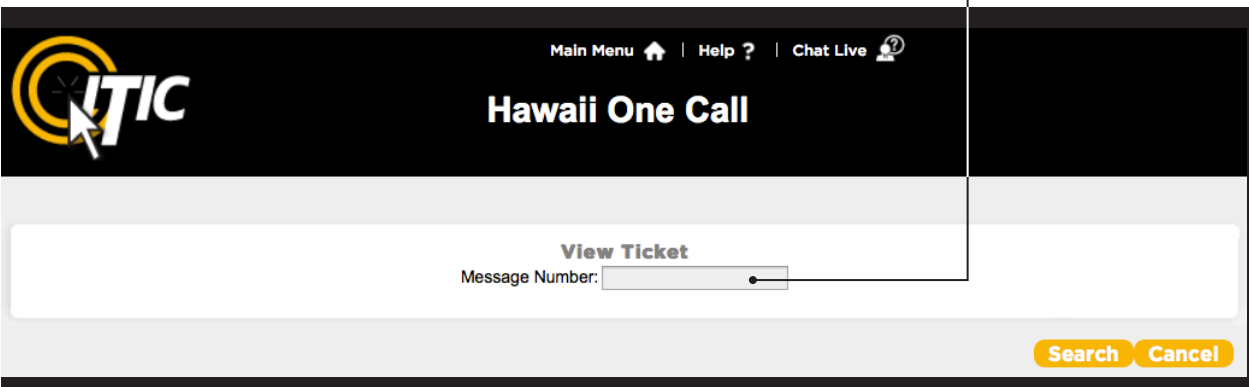 Main Menu | Help ? | Chat Live
ITIC
Hawaii One Call
View Ticket
Message Number:
Search Cancel